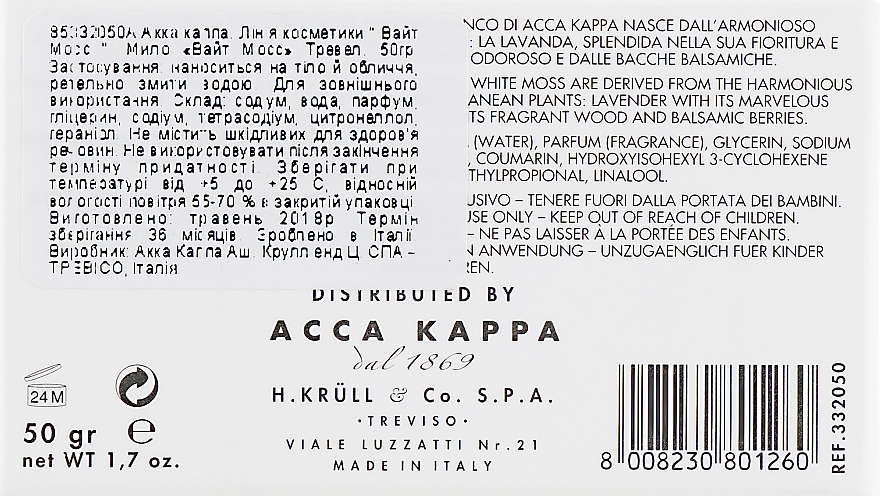 85332050А Акка каппа. Лінія косметики " Вайт
Мосс " Мило «Вайт Мосс» Тревел, 50гр
Застосування: наноситься на тіло й обличчя,
ретельно змити водою. Для зовнішнього
використання. Склад: содіум, вода, парфум,
гліцерин, содіум, тетрасодіум, цитронеллол,
гераніол. Не містить шкідливих для здоров'я
речовин. Не використовувати після закінчення
терміну придатності. Зберігати при
температурі від +5 до +25 С, відносній
вологості повітря 55-70 % в закритій упаковці.
Виготовлено: травень 2018р. Термін
зберігання 36 місяців. Зроблено в Італії
Виробник: Акка Каппа Аш. Крулл енд Ц. СПА –
ТРЕВІСО, Італія.
NCO DI ACCA KAPPA NASCE DALL'ARMONIOSO
: LA LAVANDA, SPLENDIDA NELLA SUA FIORITURA E
ODOROSO E DALLE BACCHE BALSAMICHE.
WHITE MOSS ARE DERIVED FROM THE HARMONIOUS
ANEAN PLANTS: LAVENDER WITH ITS MARVELOUS
TS FRAGRANT WOOD AND BALSAMIC BERRIES.
(WATER), PARFUM (FRAGRANCE), GLYCERIN, SODIUM
, COUMARIN, HYDROXYISOHEXYL 3-CYCLOHEXENE
THYLPROPIONAL, LINALOOL.
USIVO – TENERE FUORI DALLA PORTATA DEI BAMBINI.
USE ONLY – KEEP OUT OF REACH OF CHILDREN.
– NE PAS LAISSER À LA PORTÉE DES ENFANTS.
N ANWENDUNG – UNZUGAENGLICH FUER KINDER
EN.
DISTRIBUTED BY
ACCA KAPPA
dal 1869
H.KRÜLL & Co. S.P.A.
·TREVISO·
VIALE LUZZATTI Nr.21
MADE IN ITALY
24M
50 gr e
net WT 1,7 oz.
8 008230 801260
REF.332050